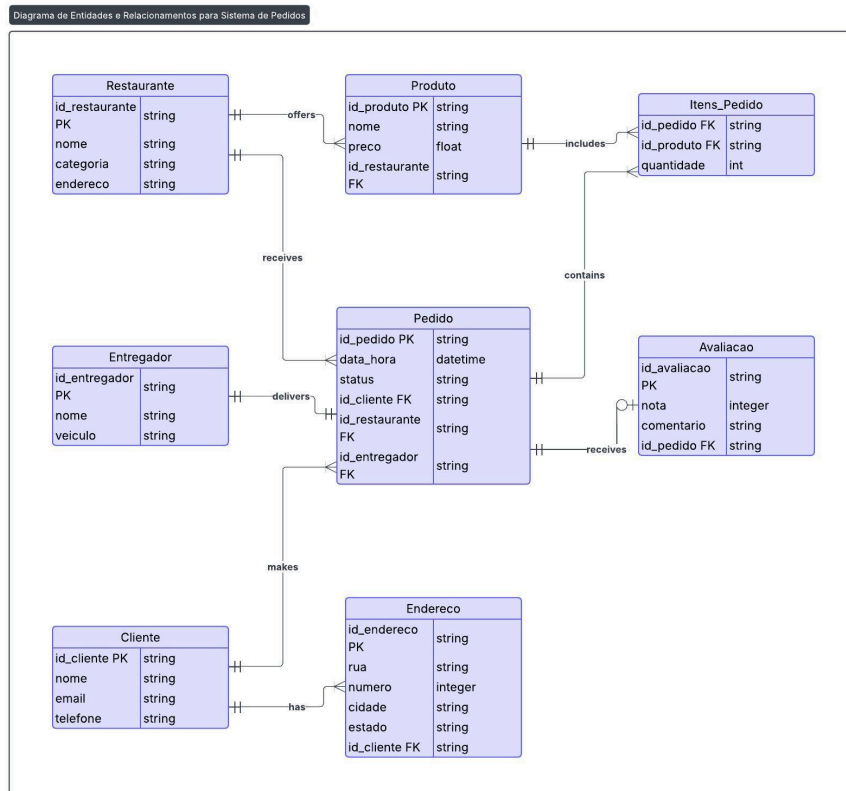 Diagrama de Entidades e Relacionamentos para Sistema de Pedidos
Restaurante
id_restaurante PK string
nome string
categoria string
endereco string
offers
Produto
id_produto PK string
nome string
preco float
id_restaurante FK string
includes
Itens_Pedido
id_pedido FK string
id_produto FK string
quantidade int
receives
contains
Entregador
id_entregador PK string
nome string
veiculo string
delivers
Pedido
id_pedido PK string
data_hora datetime
status string
id_cliente FK string
id_restaurante FK string
id_entregador FK string
receives
Avaliacao
id_avaliacao PK string
nota integer
comentario string
id_pedido FK string
makes
Cliente
id_cliente PK string
nome string
email string
telefone string
has
Endereco
id_endereco PK string
rua string
numero integer
cidade string
estado string
id_cliente FK string